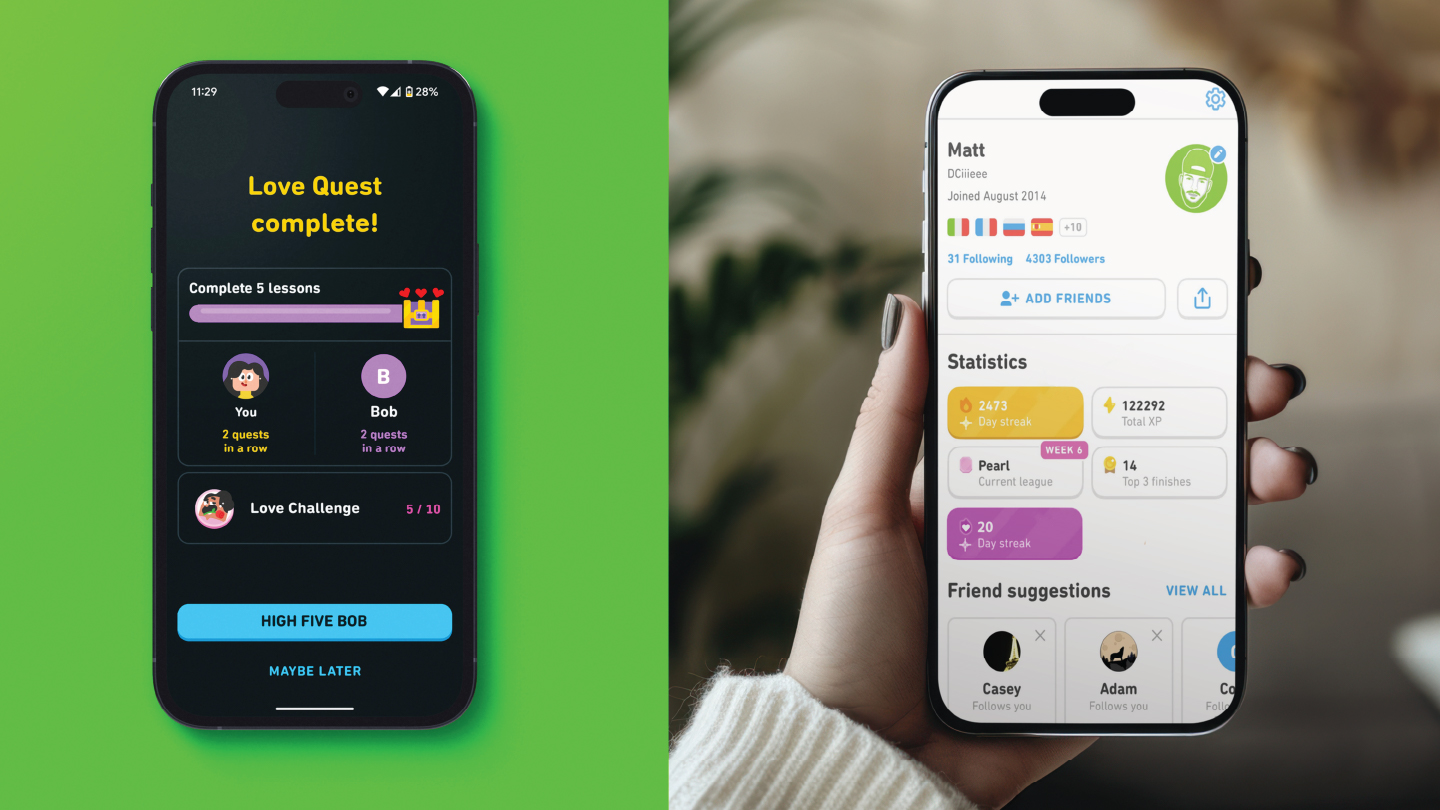 11:29
28%
Love Quest
complete!
Complete 5 lessons
B
You
Bob
2 quests
in a row
2 quests
in a row
Love Challenge
5 / 10
HIGH FIVE BOB
MAYBE LATER
Matt
DCiiieee
Joined August 2014
+10
31 Following
4303 Followers
ADD FRIENDS
Statistics
2473
Day streak
122292
Total XP
WEEK 6
Pearl
Current league
14
Top 3 finishes
20
Day streak
Friend suggestions
VIEW ALL
Casey
Follows you
Adam
Follows you
Co
Follo